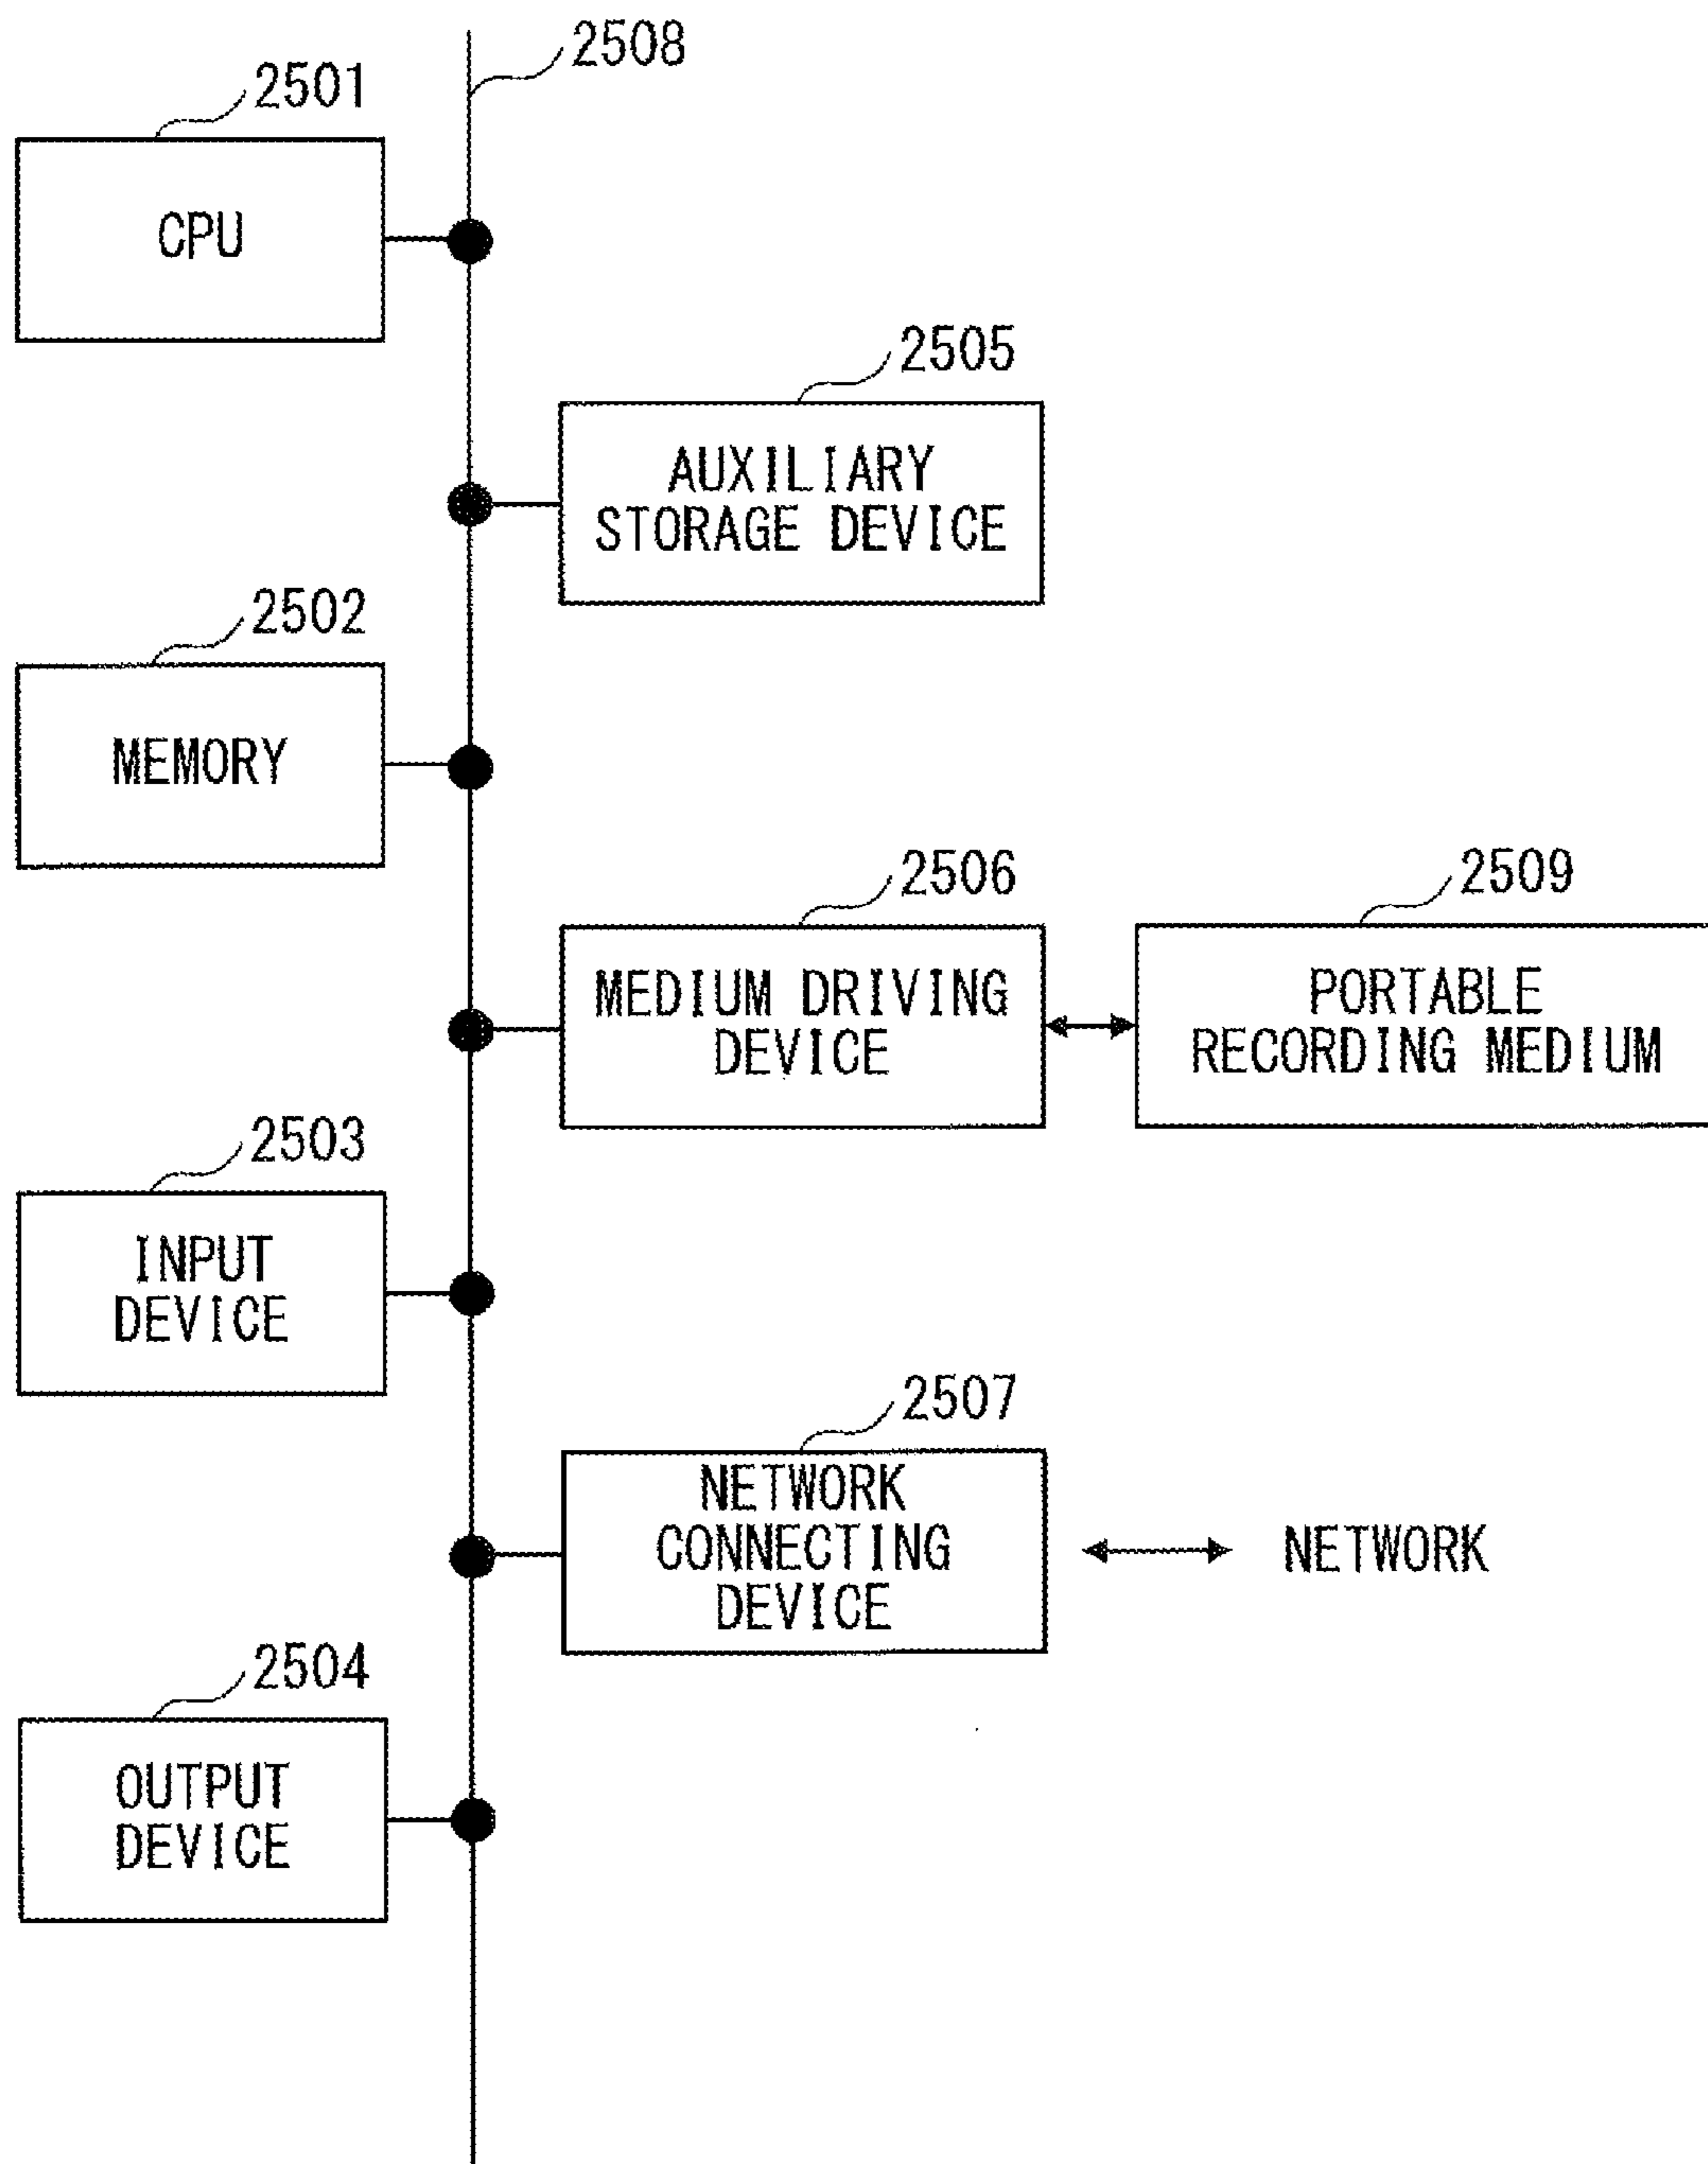 2508
2501
CPU
2505
AUXILIARY
STORAGE DEVICE
2502
MEMORY
2506
MEDIUM DRIVING
DEVICE
2509
PORTABLE
RECORDING MEDIUM
2503
INPUT
DEVICE
2507
NETWORK
CONNECTING
DEVICE
NETWORK
2504
OUTPUT
DEVICE